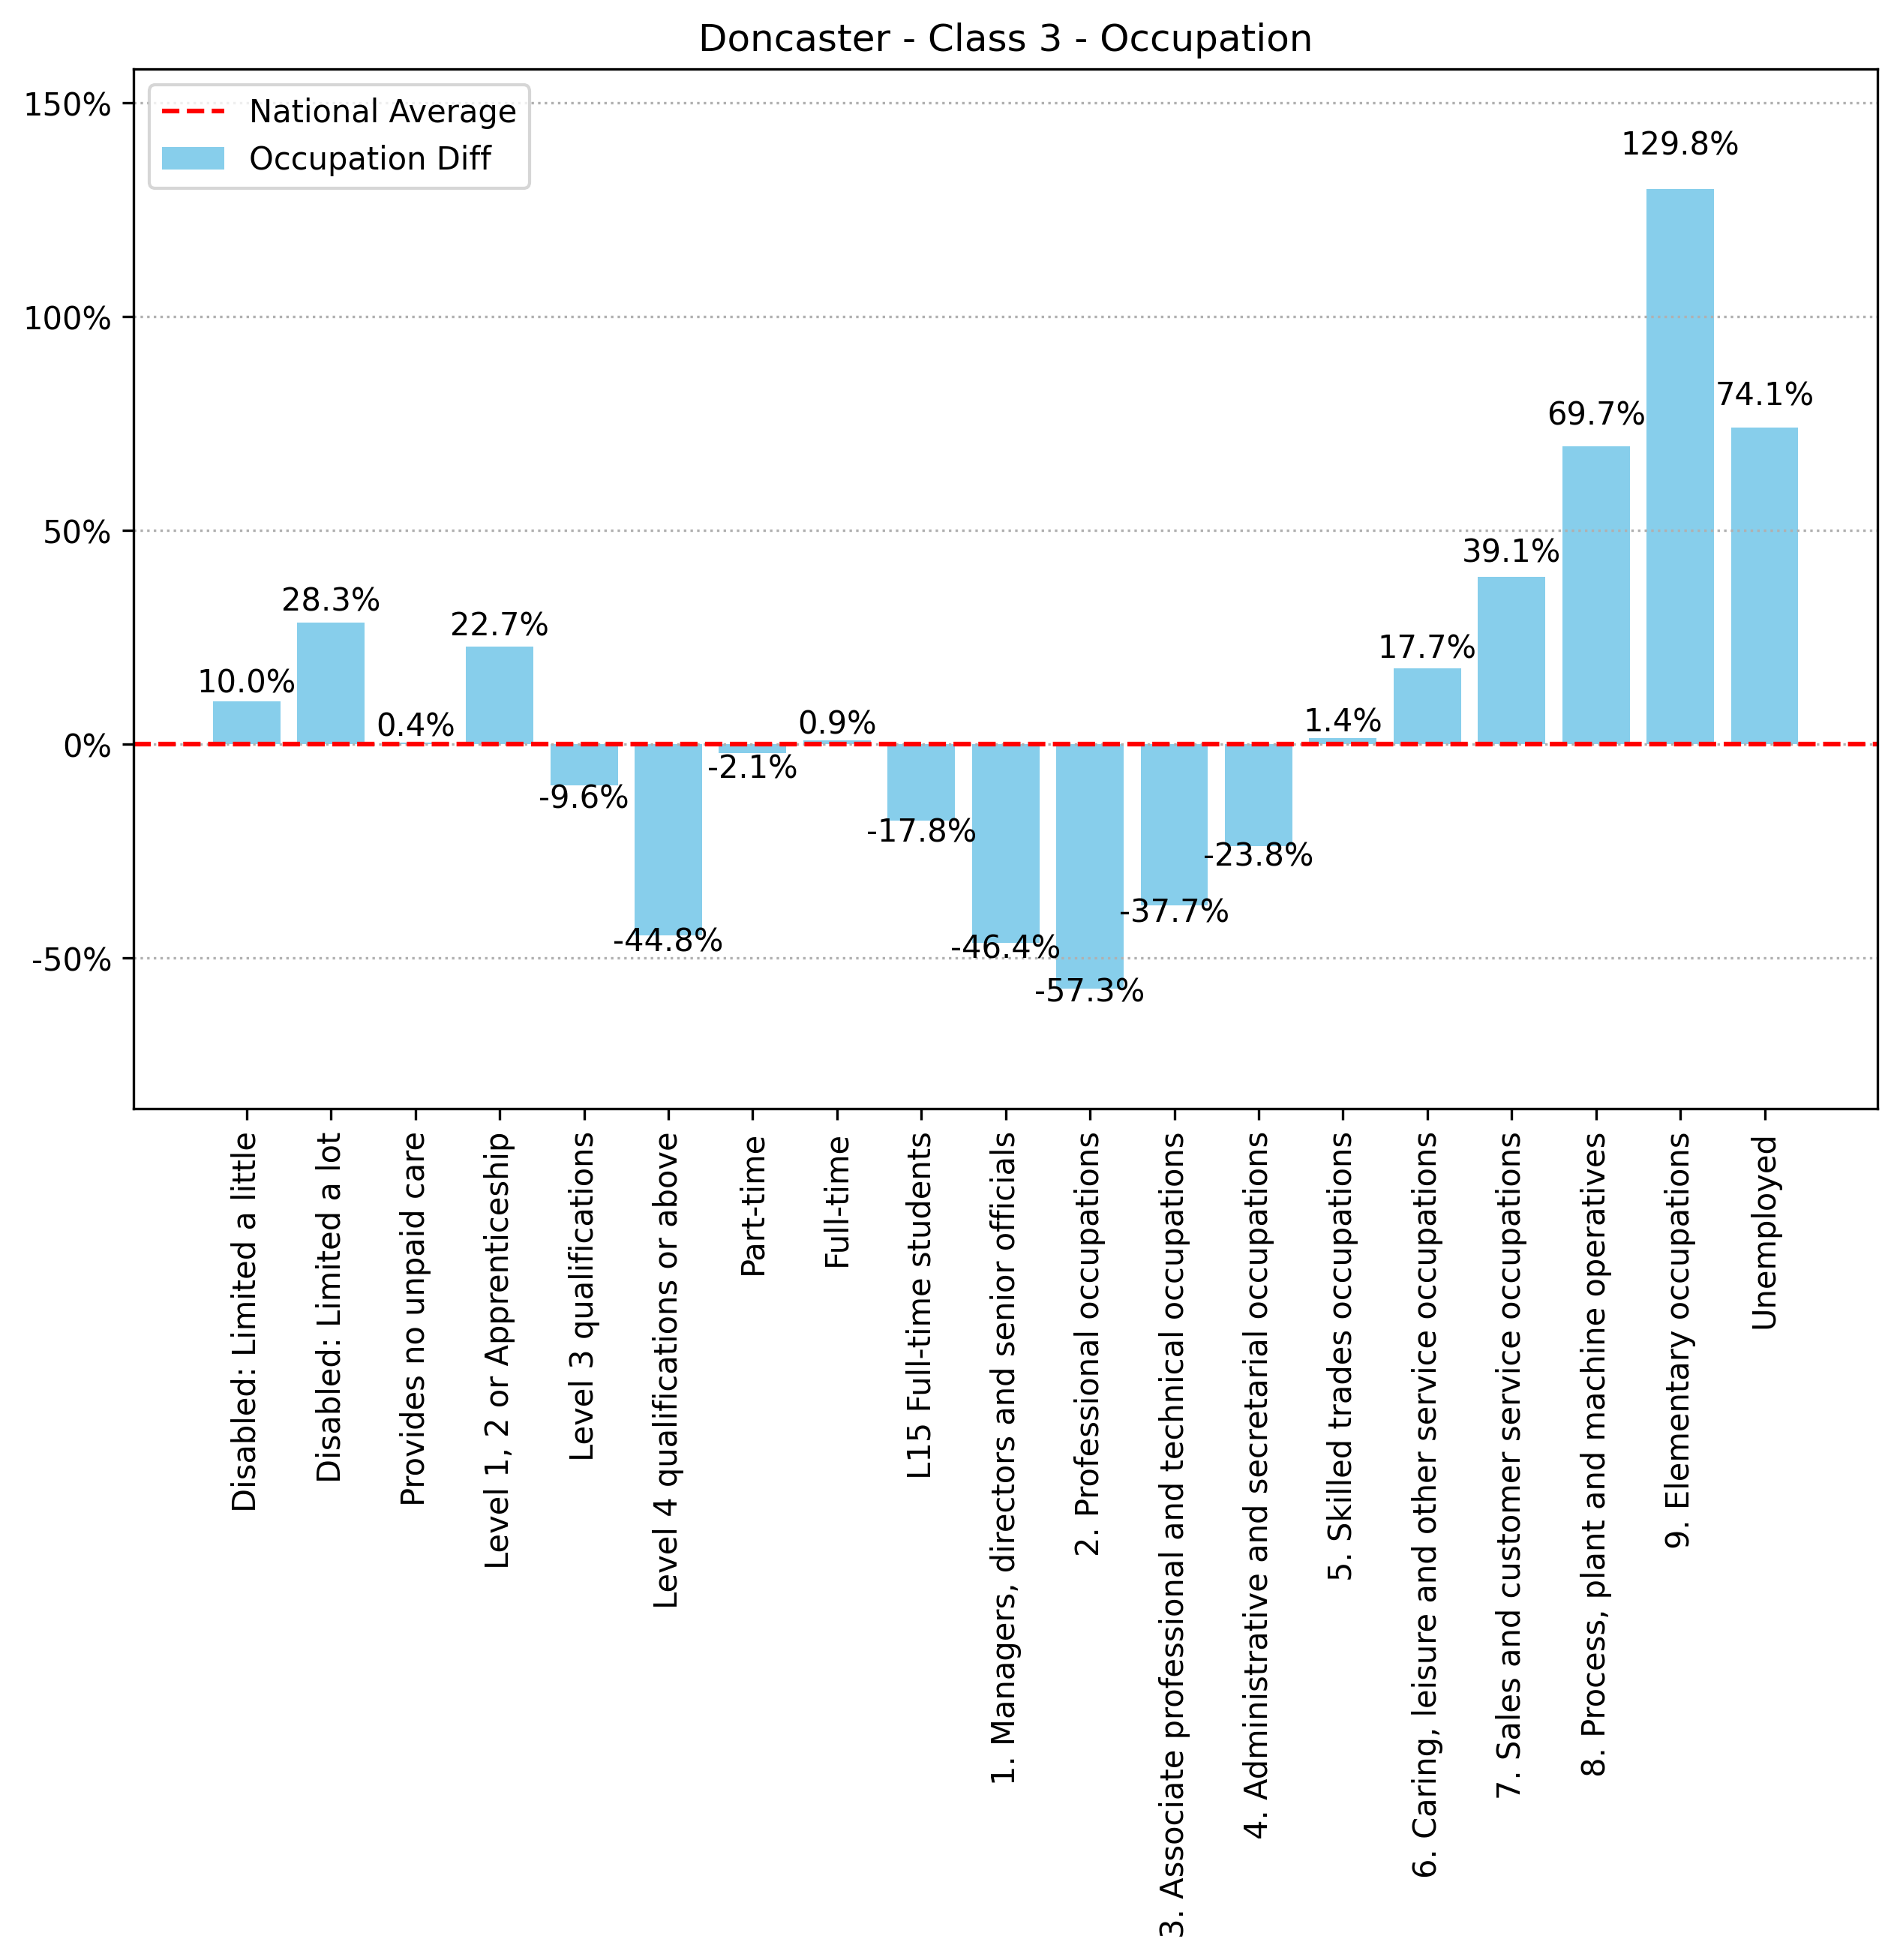 Doncaster - Class 3 - Occupation
National Average
Occupation Diff
150%
100%
50%
0%
-50%
10.0%
28.3%
0.4%
22.7%
-9.6%
-44.8%
-2.1%
0.9%
-17.8%
-46.4%
-57.3%
-37.7%
-23.8%
1.4%
17.7%
39.1%
69.7%
129.8%
74.1%
Disabled: Limited a little
Disabled: Limited a lot
Provides no unpaid care
Level 1, 2 or Apprenticeship
Level 3 qualifications
Level 4 qualifications or above
Part-time
Full-time
L15 Full-time students
1. Managers, directors and senior officials
2. Professional occupations
3. Associate professional and technical occupations
4. Administrative and secretarial occupations
5. Skilled trades occupations
6. Caring, leisure and other service occupations
7. Sales and customer service occupations
8. Process, plant and machine operatives
9. Elementary occupations
Unemployed